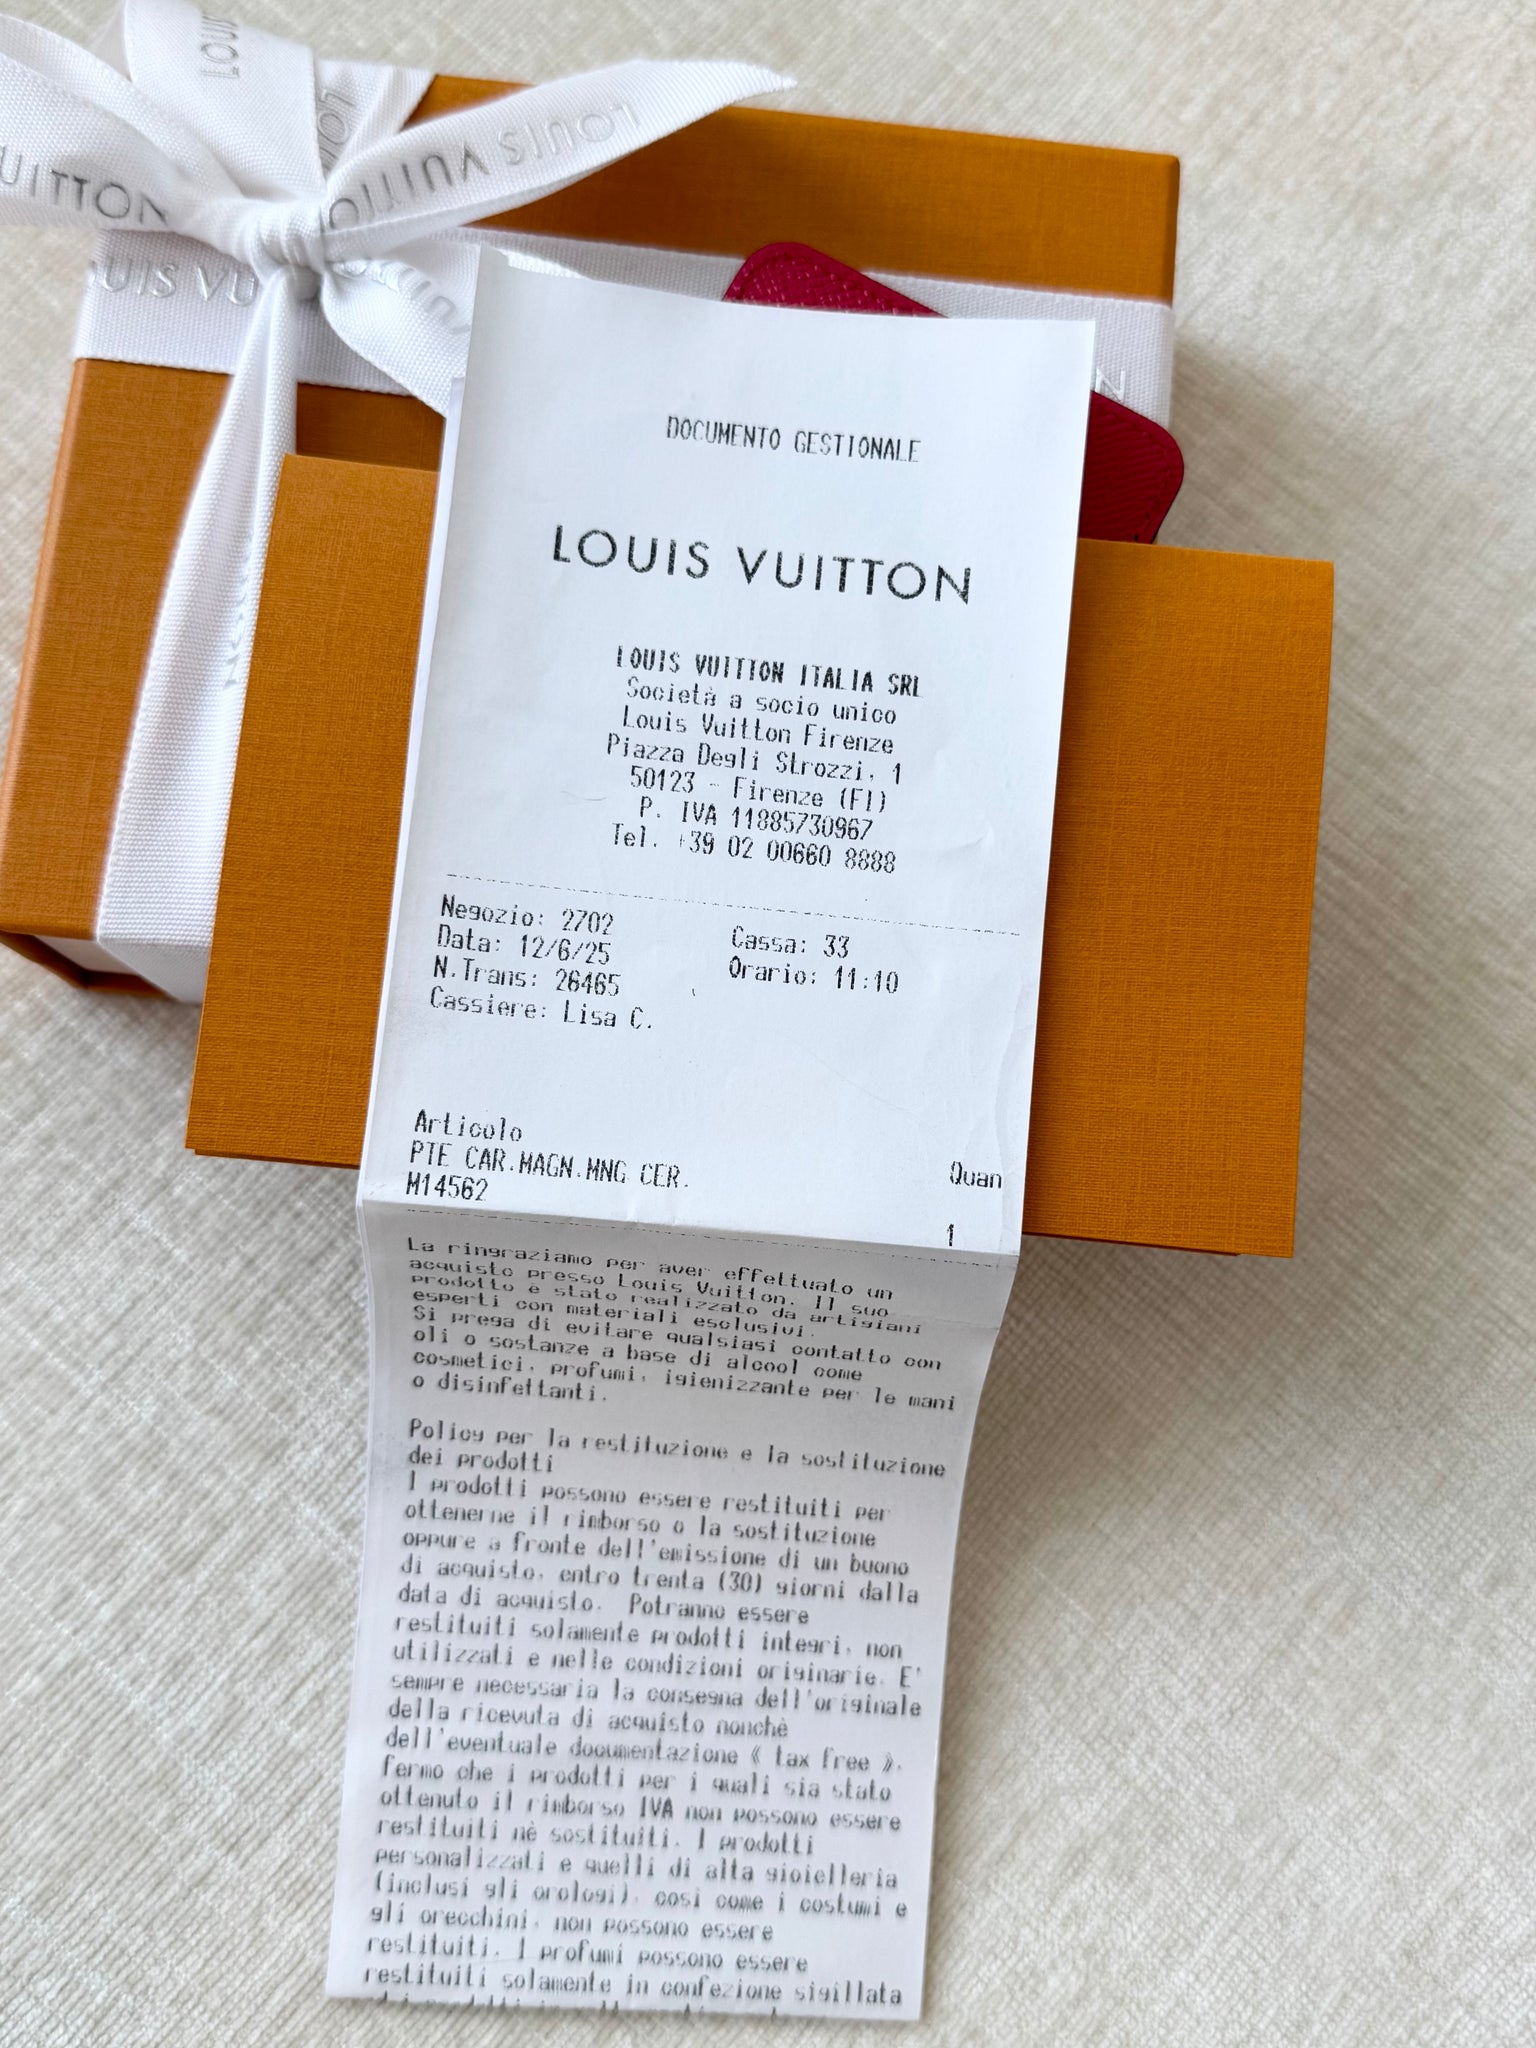 LOUIS
UITTON
LOUIS VUITTON
OUIS VU
N
DOCUMENTO GESTIONALE
LOUIS VUITTON
LOUIS VUITTON ITALIA SRL
Società a socio unico
Louis Vuitton Firenze
Piazza Degli Strozzi, 1
50123 - Firenze (FI)
P. IVA 11885730967
Tel. +39 02 00660 8888
Negozio: 2702 Cassa: 33
Data: 12/6/25 Orario: 11:10
N.Trans: 26465
Cassiere: Lisa C.
Articolo Quan
PTE CAR.MAGN.MNG CER.
M14562 1
La ringraziamo per aver effettuato un
acquisto presso Louis Vuitton. Il suo
prodotto è stato realizzato da artigiani
esperti con materiali esclusivi.
Si prega di evitare qualsiasi contatto con
oli o sostanze a base di alcool come
cosmetici, profumi, igienizzante per le mani
o disinfettanti.
Policy per la restituzione e la sostituzione
dei prodotti
I prodotti possono essere restituiti per
ottenerne il rimborso o la sostituzione
oppure a fronte dell'emissione di un buono
di acquisto, entro trenta (30) giorni dalla
data di acquisto. Potranno essere
restituiti solamente prodotti integri, non
utilizzati e nelle condizioni originarie. E'
sempre necessaria la consegna dell'originale
della ricevuta di acquisto nonchè
dell'eventuale documentazione « tax free »,
fermo che i prodotti per i quali sia stato
ottenuto il rimborso IVA non possono essere
restituiti nè sostituiti. I prodotti
personalizzati e quelli di alta gioielleria
(inclusi gli orologi), così come i costumi e
gli orecchini, non possono essere
restituiti. I profumi possono essere
restituiti solamente in confezione sigillata